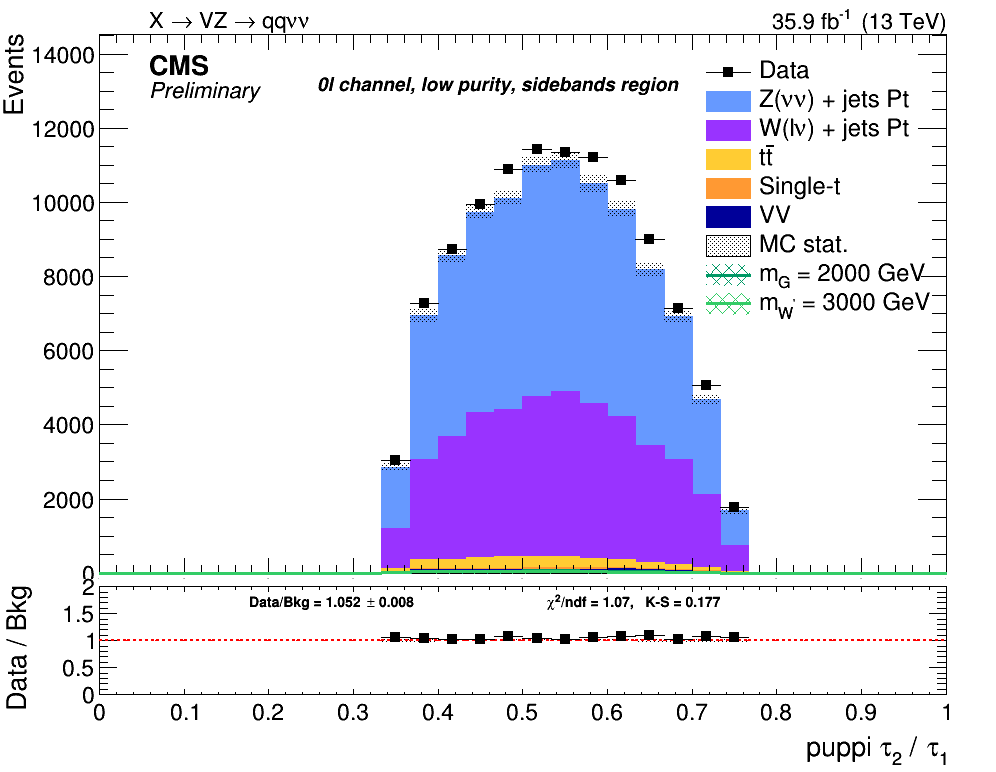 X → VZ → qqνν
35.9 fb⁻¹ (13 TeV)
Events
CMS
Preliminary
0l channel, low purity, sidebands region
Data
Z(νν) + jets Pt
W(lν) + jets Pt
tt̄
Single-t
VV
MC stat.
m_G = 2000 GeV
m_W' = 3000 GeV
14000
12000
10000
8000
6000
4000
2000
0
Data / Bkg
Data/Bkg = 1.052 ± 0.008
χ²/ndf = 1.07, K-S = 0.177
2
1.5
1
0.5
0
0 0.1 0.2 0.3 0.4 0.5 0.6 0.7 0.8 0.9 1
puppi τ₂ / τ₁